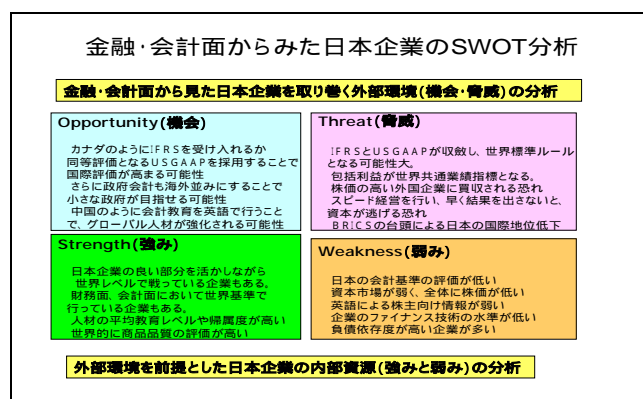 金融・会計面からみた日本企業のSWOT分析
金融・会計面から見た日本企業を取り巻く外部環境(機会・脅威)の分析
Opportunity(機会)
カナダのようにIFRSを受け入れるか
同等評価となるUSGAAPを採用することで
国際評価が高まる可能性
さらに政府会計も海外並みにすることで
小さな政府が目指せる可能性
中国のように会計教育を英語で行うこと
で、グローバル人材が強化される可能性
Threat(脅威)
IFRSとUSGAAPが収斂し、世界標準ルール
となる可能性大。
包括利益が世界共通業績指標となる。
株価の高い外国企業に買収される恐れ
スピード経営を行い、早く結果を出さないと、
資本が逃げる恐れ
BRICSの台頭による日本の国際地位低下
Strength(強み)
日本企業の良い部分を活かしながら
世界レベルで戦っている企業もある。
財務面、会計面において世界基準で
行っている企業もある。
人材の平均教育レベルや帰属度が高い
世界的に商品品質の評価が高い
Weakness(弱み)
日本の会計基準の評価が低い
資本市場が弱く、全体に株価が低い
英語による株主向け情報が弱い
企業のファイナンス技術の水準が低い
負債依存度が高い企業が多い
外部環境を前提とした日本企業の内部資源(強みと弱み)の分析